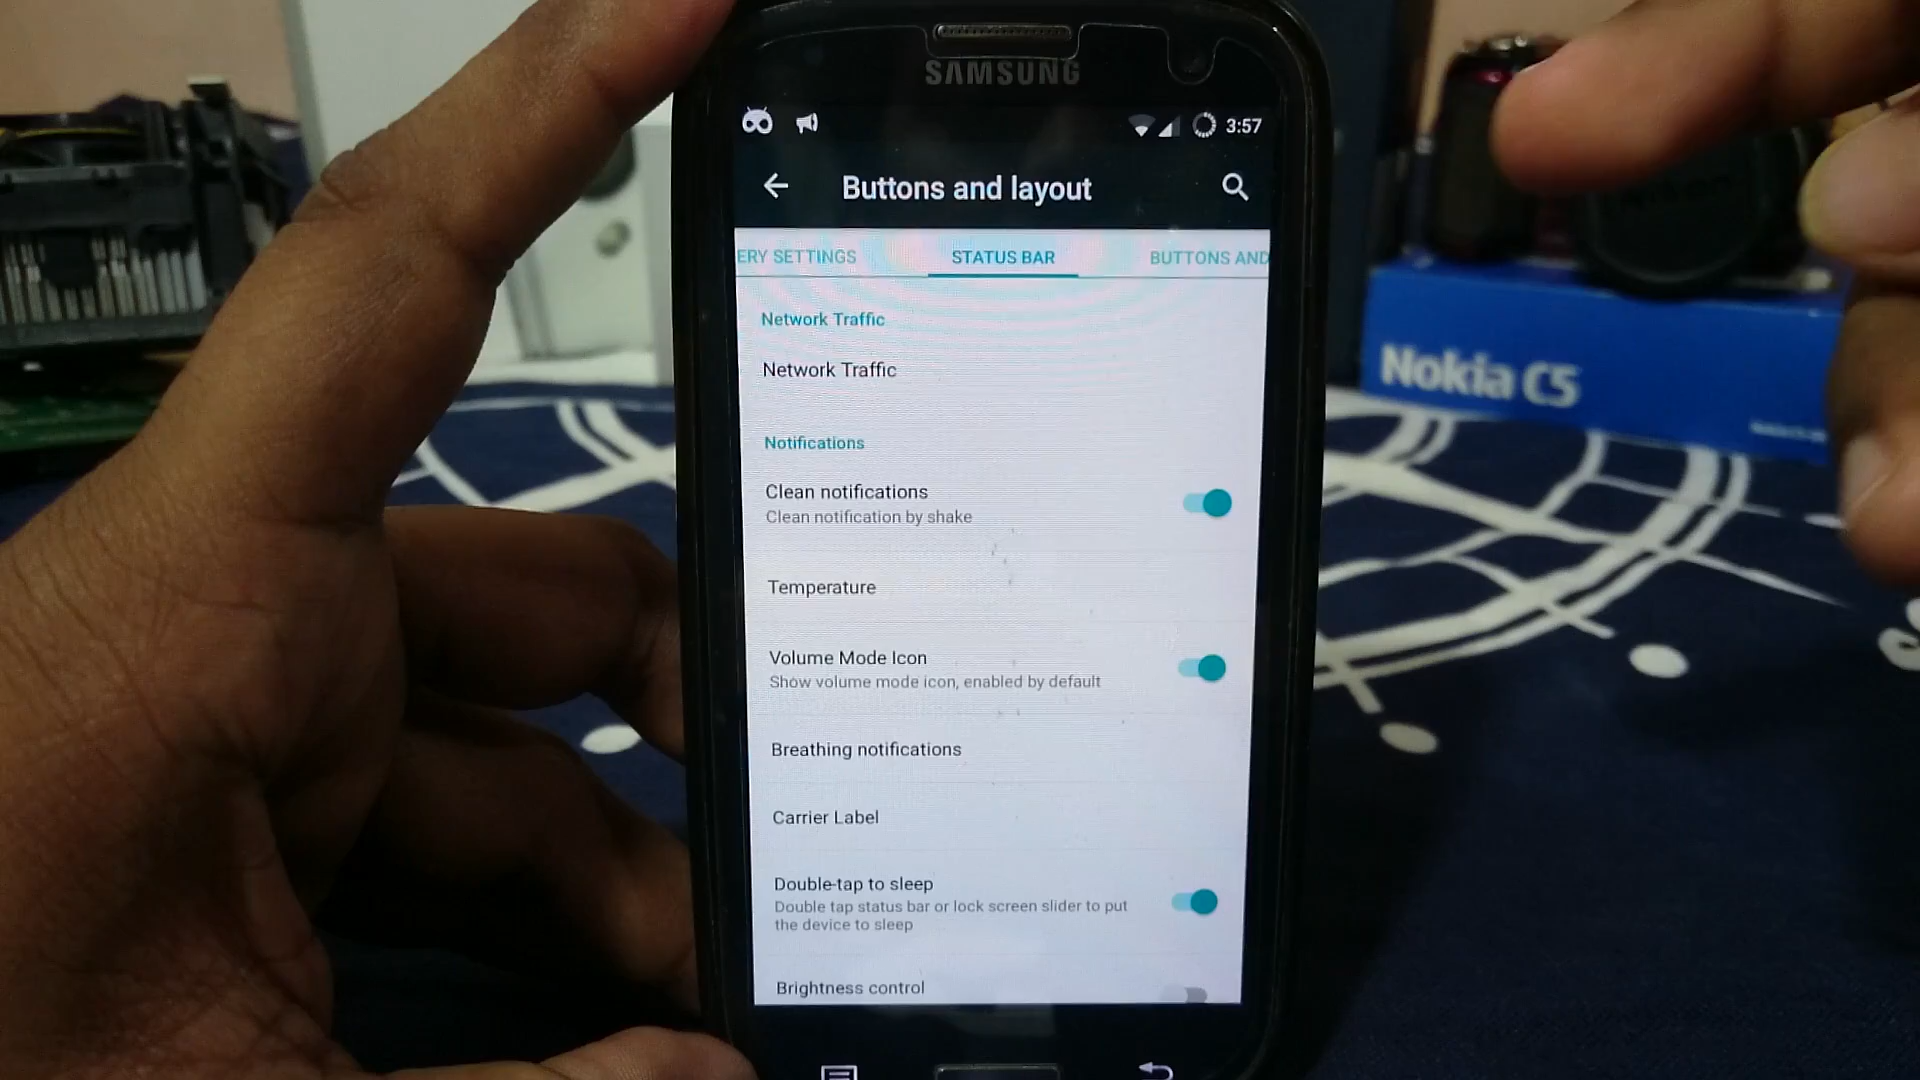 SAMSUNG
3:57
Buttons and layout
ERY SETTINGS
STATUS BAR
BUTTONS AND
Network Traffic
Network Traffic
Notifications
Clean notifications
Clean notification by shake
Temperature
Volume Mode Icon
Show volume mode icon, enabled by default
Breathing notifications
Carrier Label
Double-tap to sleep
Double tap status bar or lock screen slider to put
the device to sleep
Brightness control
Nokia C5